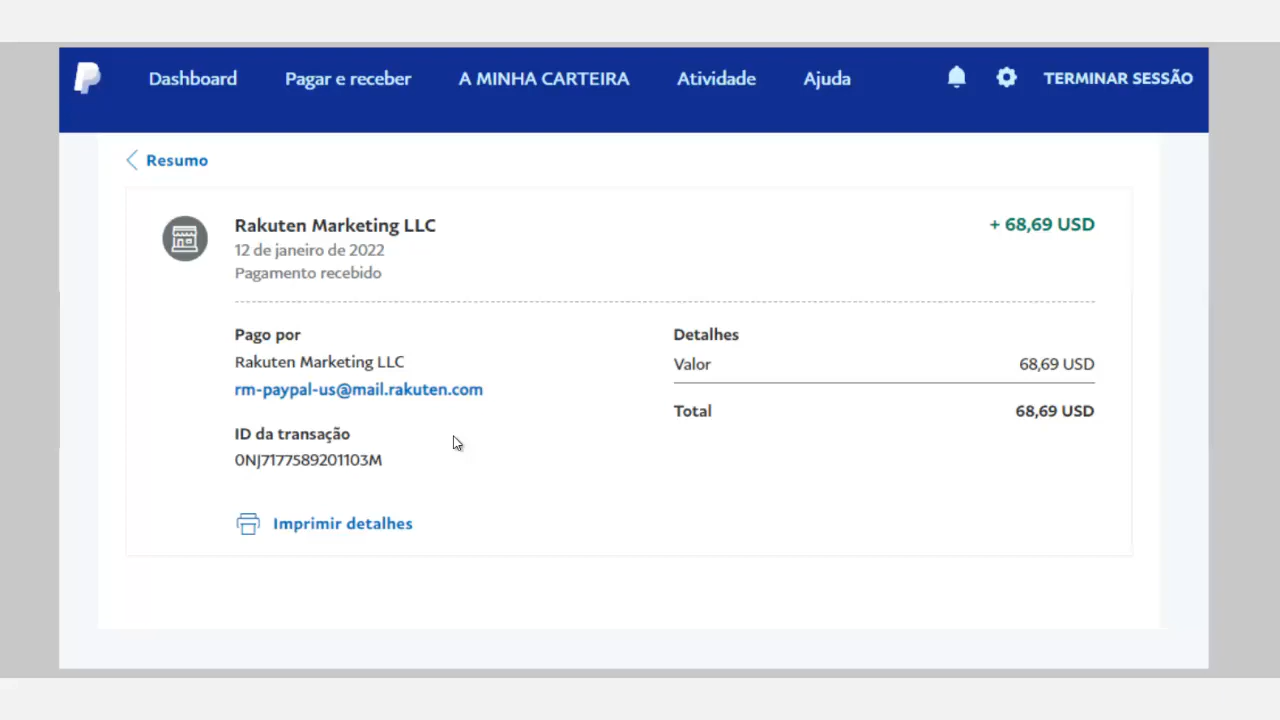 Dashboard
Pagar e receber
A MINHA CARTEIRA
Atividade
Ajuda
TERMINAR SESSÃO
Resumo
Rakuten Marketing LLC
+ 68,69 USD
12 de janeiro de 2022
Pagamento recebido
Pago por
Rakuten Marketing LLC
rm-paypal-us@mail.rakuten.com
ID da transação
0NJ7177589201103M
Imprimir detalhes
Detalhes
Valor 68,69 USD
Total 68,69 USD